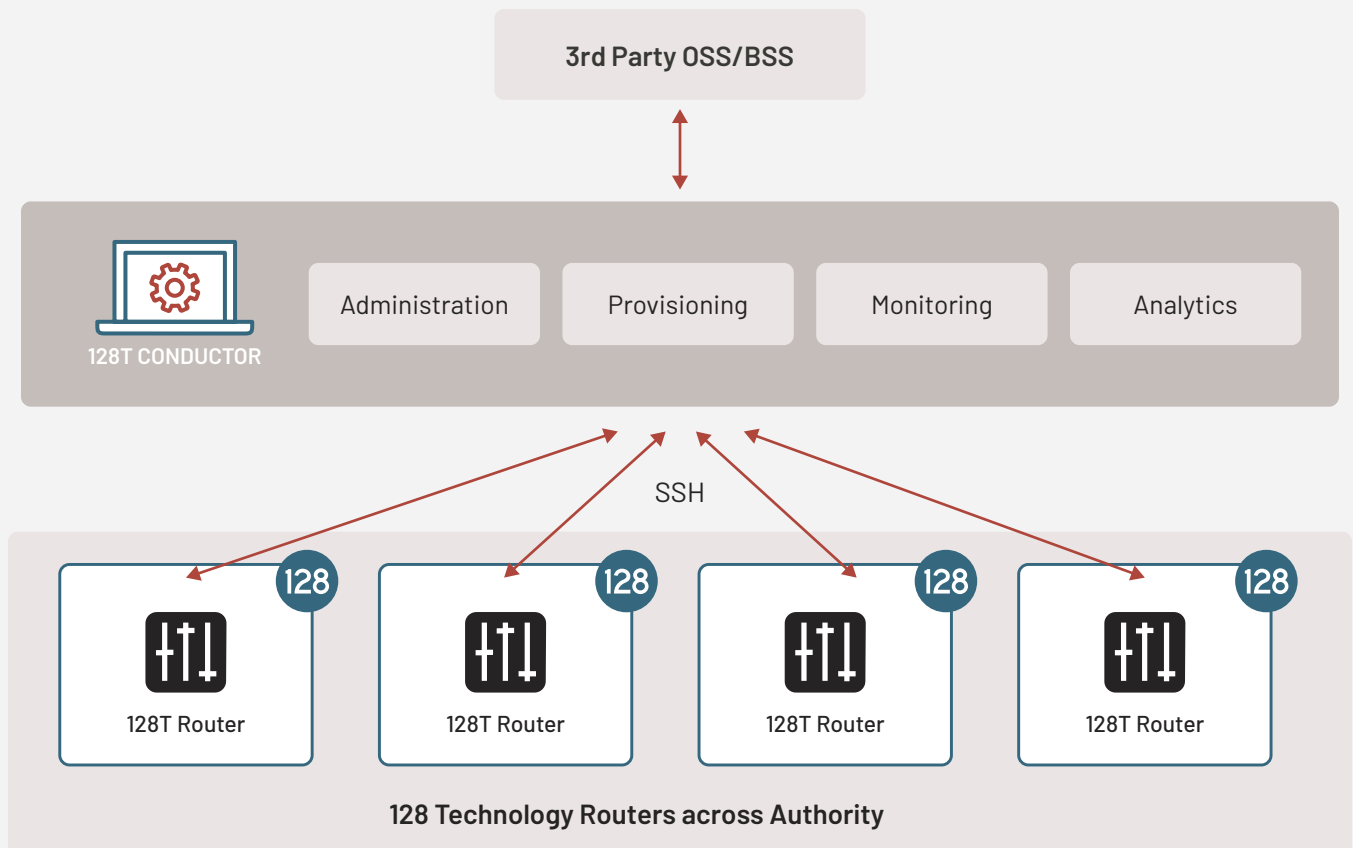 3rd Party OSS/BSS
Administration
Provisioning
Monitoring
Analytics
128T CONDUCTOR
SSH
128
128
128
128
128T Router
128T Router
128T Router
128T Router
128 Technology Routers across Authority